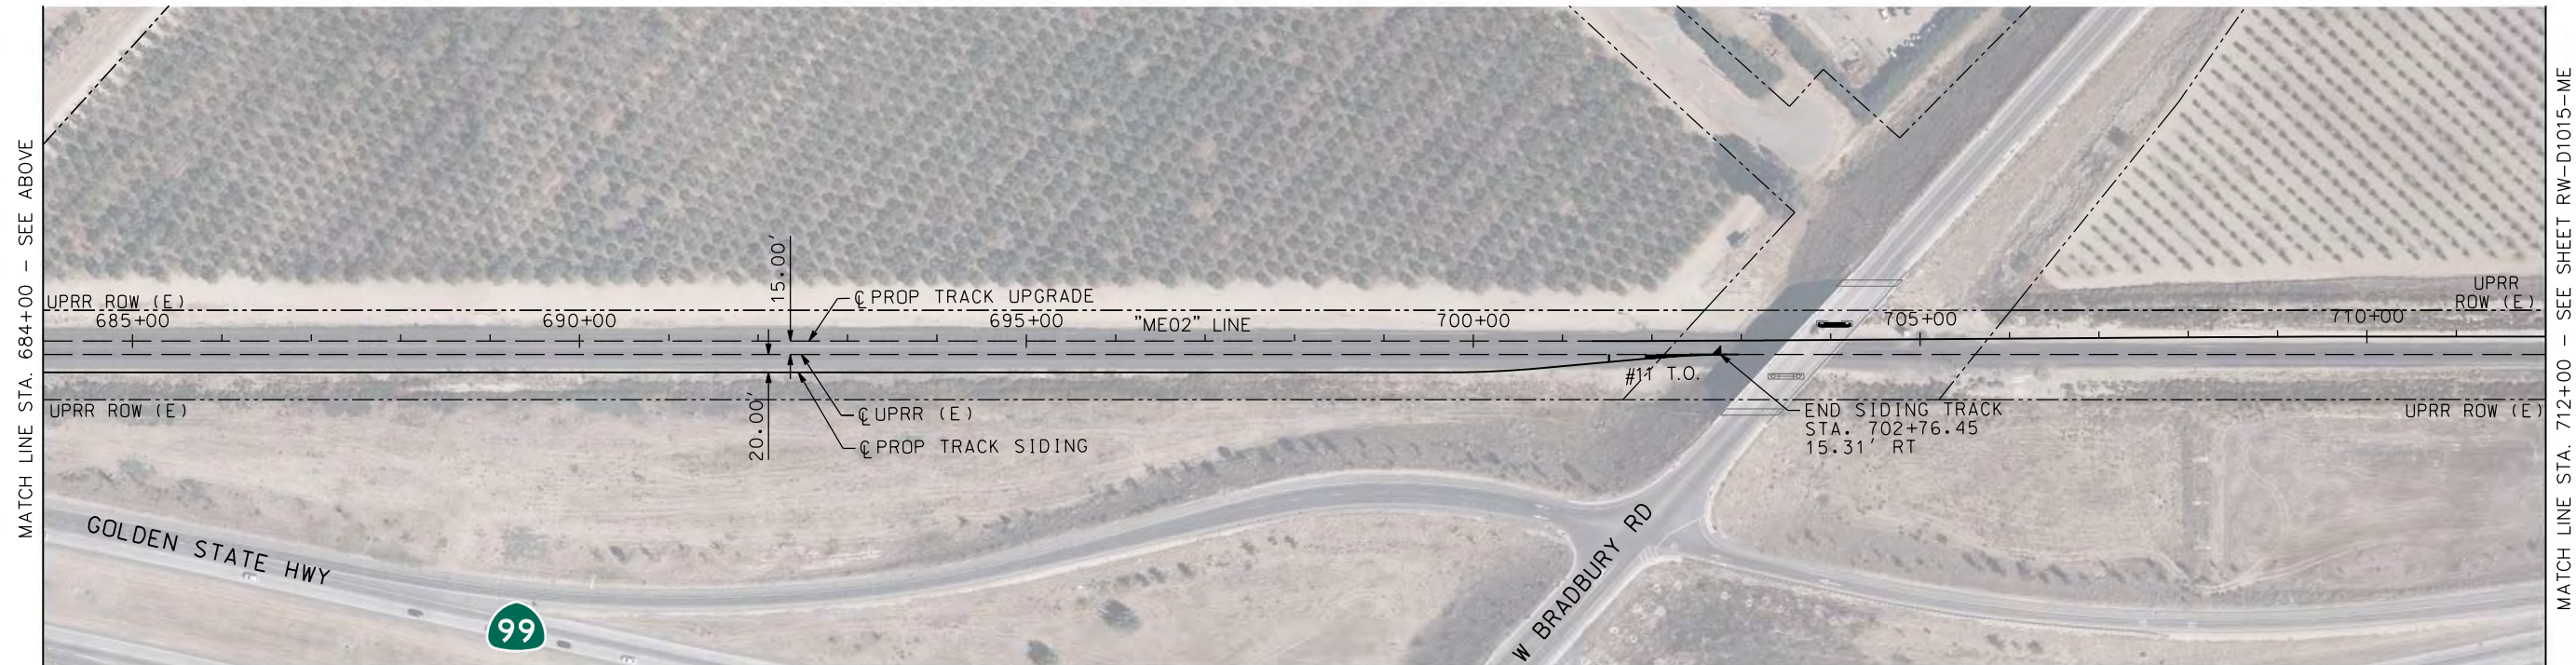 MATCH LINE STA. 684+00 - SEE ABOVE
UPRR ROW (E)
685+00
690+00
695+00
"ME02" LINE
700+00
705+00
710+00
UPRR
ROW (E)
15.00'
℄ PROP TRACK UPGRADE
#11 T.O.
UPRR ROW (E)
20.00'
℄ UPRR (E)
℄ PROP TRACK SIDING
END SIDING TRACK
STA. 702+76.45
15.31' RT
UPRR ROW (E)
GOLDEN STATE HWY
99
W BRADBURY RD
MATCH LINE STA. 712+00 - SEE SHEET RW-D1015-ME